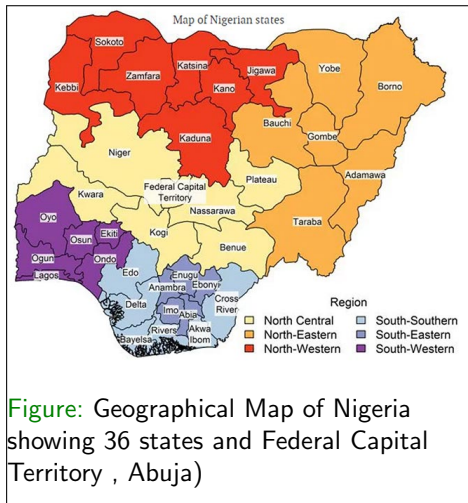 Map of Nigerian states
Sokoto
Katsina
Jigawa
Yobe
Borno
Zamfara
Kano
Kebbi
Bauchi
Gombe
Kaduna
Niger
Adamawa
Plateau
Federal Capital
Territory
Kwara
Nassarawa
Taraba
Oyo
Kogi
Ekiti
Osun
Benue
Ogun
Ondo
Edo
Lagos
Enugu
Anambra
Ebonyi
Cross
River
Delta
Imo
Abia
Rivers
Akwa
Ibom
Bayelsa
Region
North Central
North-Eastern
North-Western
South-Southern
South-Eastern
South-Western
Figure: Geographical Map of Nigeria
showing 36 states and Federal Capital
Territory , Abuja)